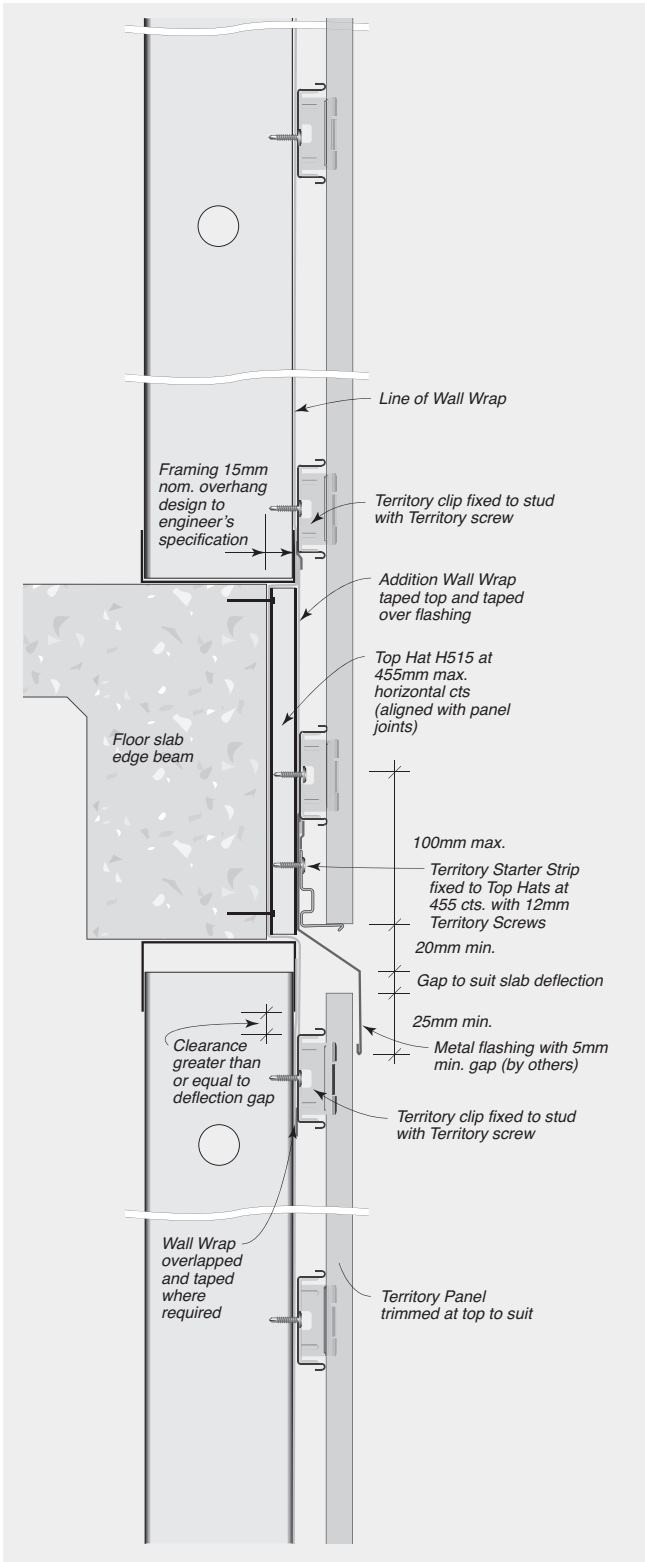 Line of Wall Wrap
Framing 15mm
nom. overhang
design to
engineer's
specification
Territory clip fixed to stud
with Territory screw
Addition Wall Wrap
taped top and taped
over flashing
Top Hat H515 at
455mm max.
horizontal cts
(aligned with panel
joints)
Floor slab
edge beam
100mm max.
Territory Starter Strip
fixed to Top Hats at
455 cts. with 12mm
Territory Screws
20mm min.
Gap to suit slab deflection
25mm min.
Metal flashing with 5mm
min. gap (by others)
Clearance
greater than
or equal to
deflection gap
Territory clip fixed to stud
with Territory screw
Wall Wrap
overlapped
and taped
where
required
Territory Panel
trimmed at top to suit